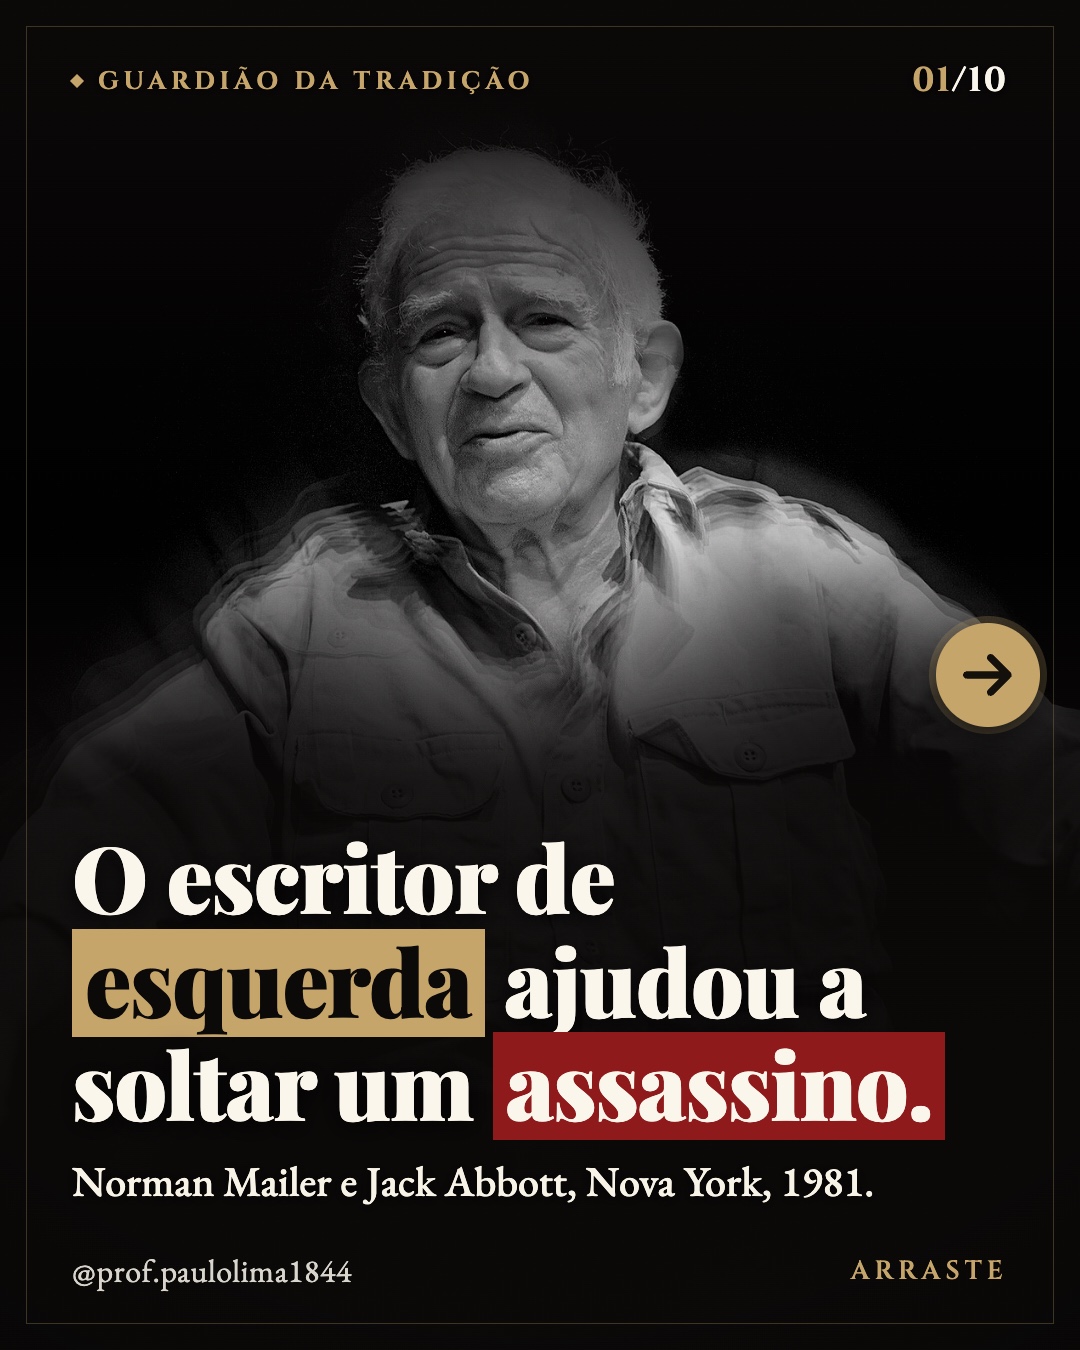 GUARDIÃO DA TRADIÇÃO
01/10
O escritor de
esquerda ajudou a
soltar um assassino.
Norman Mailer e Jack Abbott, Nova York, 1981.
@prof.paulolima1844
ARRASTE